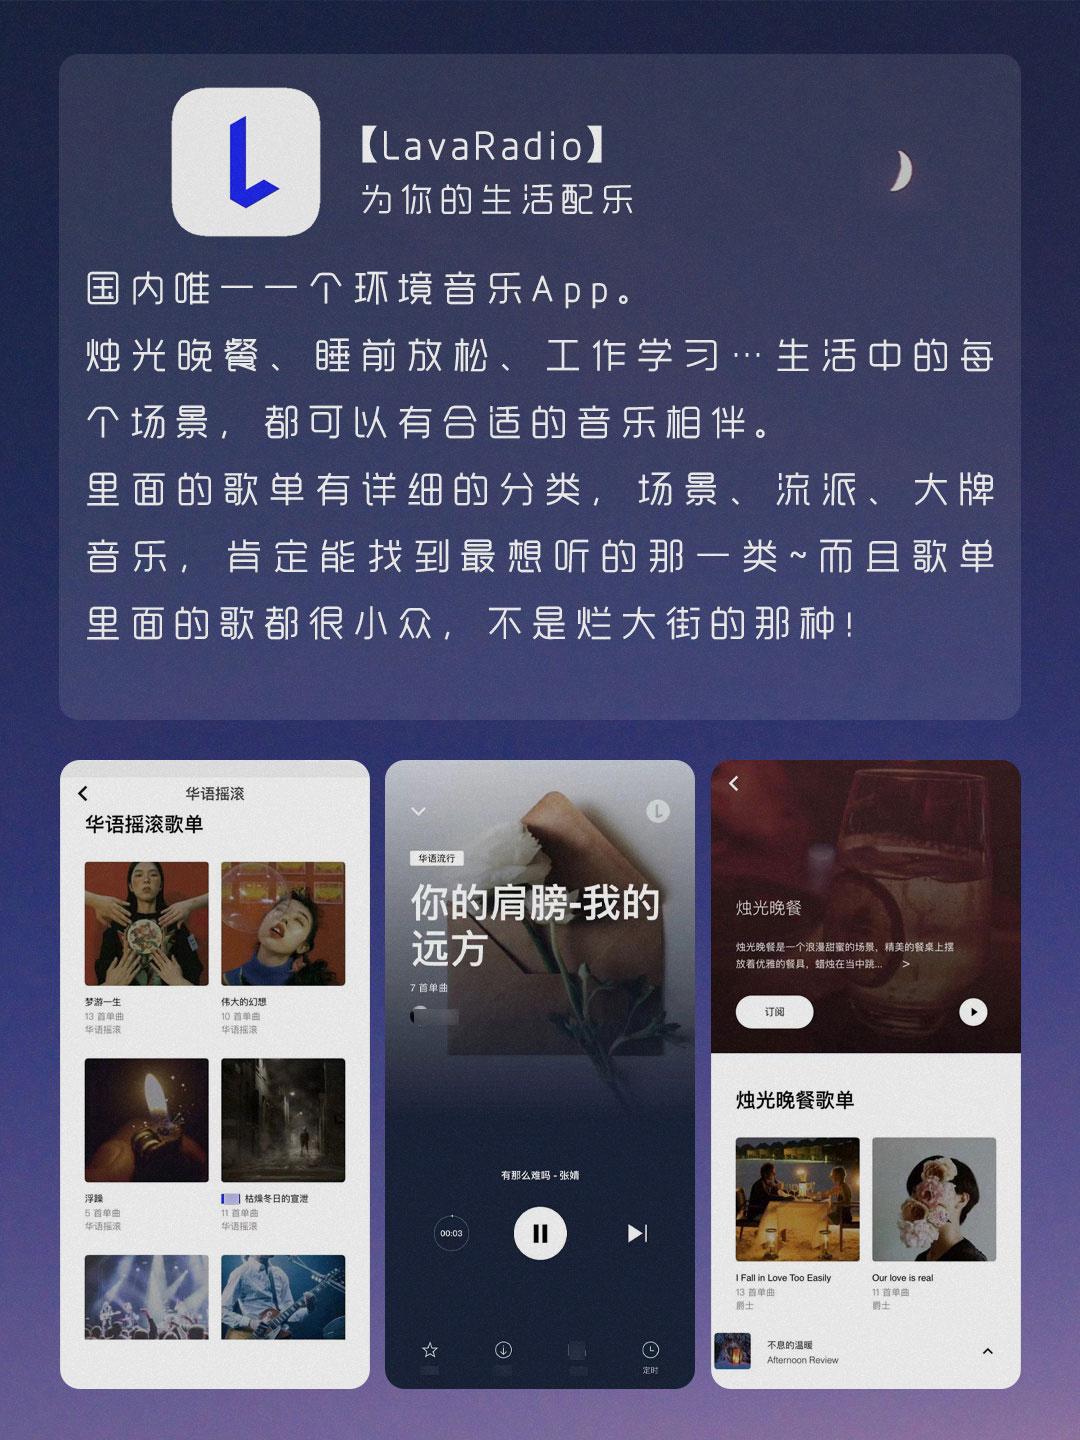 【LavaRadio】
为你的生活配乐
国内唯一一个环境音乐App。
烛光晚餐、睡前放松、工作学习…生活中的每
个场景，都可以有合适的音乐相伴。
里面的歌单有详细的分类，场景、流派、大牌
音乐，肯定能找到最想听的那一类~而且歌单
里面的歌都很小众，不是烂大街的那种！
华语摇滚
华语摇滚歌单
梦游一生
13 首单曲
华语摇滚
伟大的幻想
10 首单曲
华语摇滚
浮躁
5 首单曲
华语摇滚
枯燥冬日的宣泄
11 首单曲
华语摇滚
华语流行
你的肩膀-我的
远方
7 首单曲
有那么难吗 - 张婧
00:03
定时
烛光晚餐
烛光晚餐是一个浪漫甜蜜的场景，精美的餐桌上摆
放着优雅的餐具，蜡烛在当中跳... >
订阅
烛光晚餐歌单
I Fall in Love Too Easily
13 首单曲
爵士
Our love is real
11 首单曲
爵士
不息的温暖
Afternoon Review